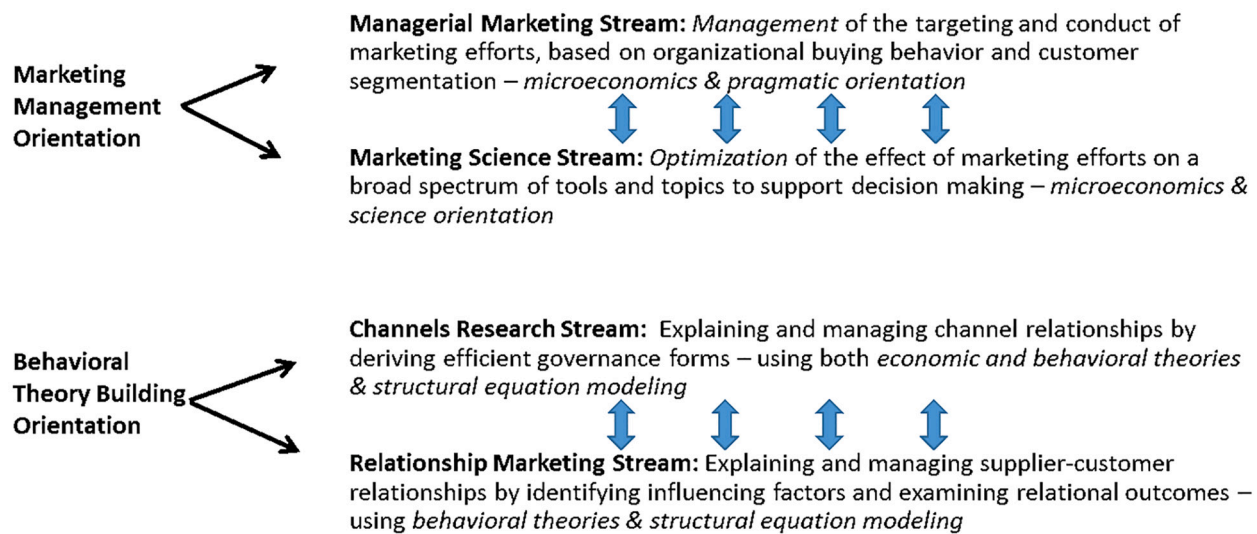 Managerial Marketing Stream: Management of the targeting and conduct of
marketing efforts, based on organizational buying behavior and customer
segmentation – microeconomics & pragmatic orientation
Marketing
Management
Orientation
Marketing Science Stream: Optimization of the effect of marketing efforts on a
broad spectrum of tools and topics to support decision making – microeconomics &
science orientation
Channels Research Stream:  Explaining and managing channel relationships by
deriving efficient governance forms – using both economic and behavioral theories
& structural equation modeling
Behavioral
Theory Building
Orientation
Relationship Marketing Stream: Explaining and managing supplier-customer
relationships by identifying influencing factors and examining relational outcomes –
using behavioral theories & structural equation modeling